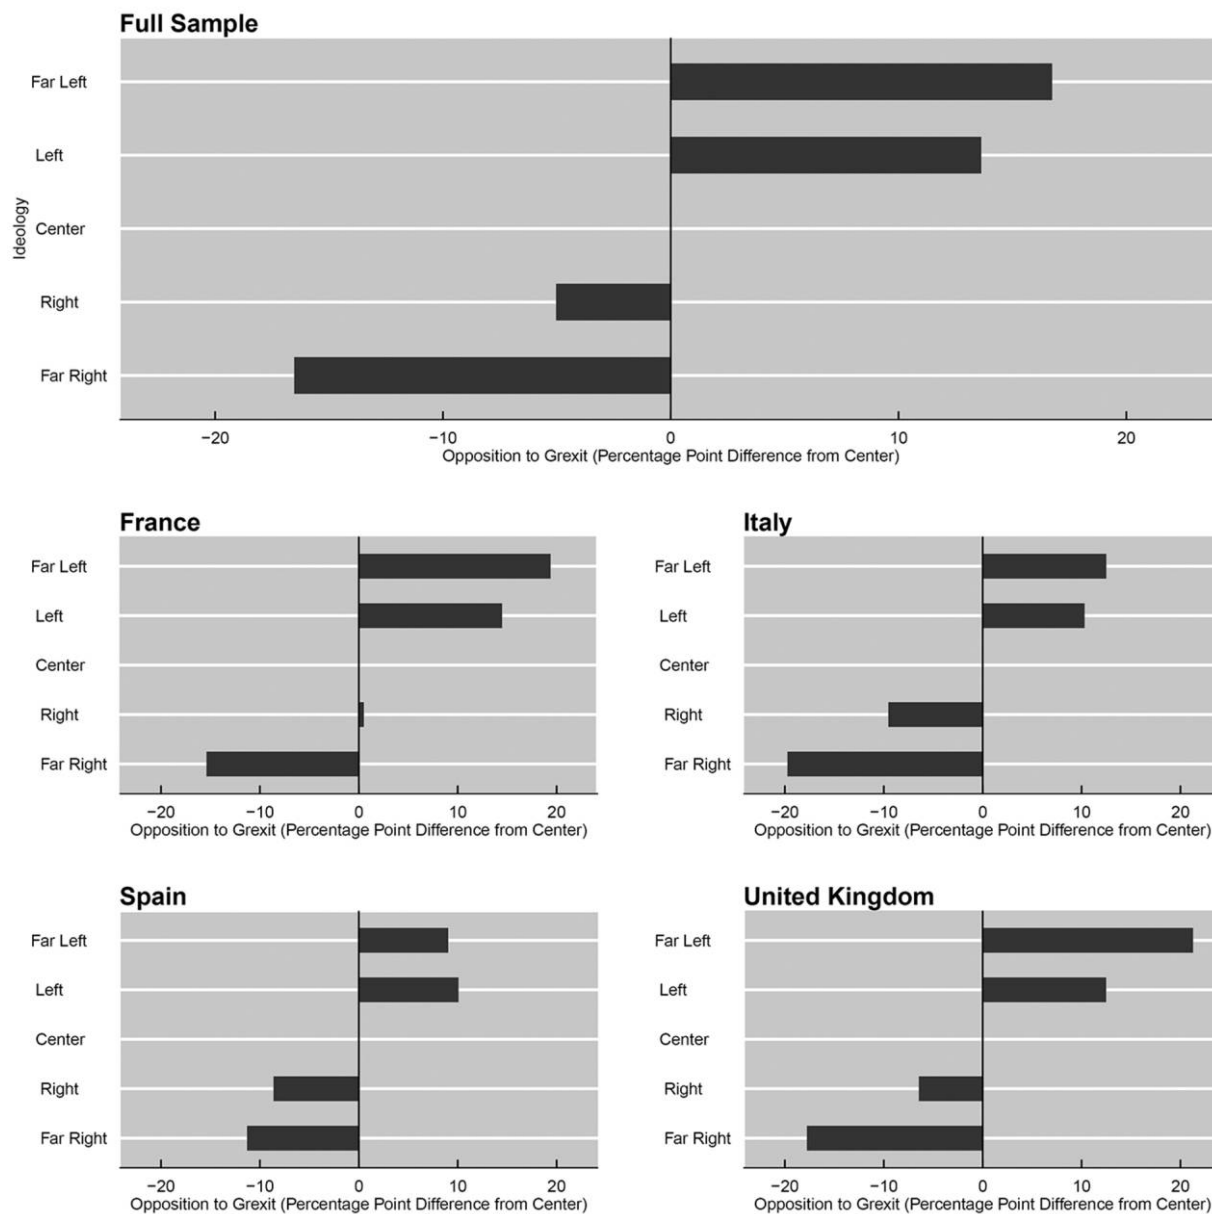 Full Sample
Ideology
Far Left
Left
Center
Right
Far Right
−20 −10 0 10 20
Opposition to Grexit (Percentage Point Difference from Center)
France
Far Left
Left
Center
Right
Far Right
−20 −10 0 10 20
Opposition to Grexit (Percentage Point Difference from Center)
Italy
Far Left
Left
Center
Right
Far Right
−20 −10 0 10 20
Opposition to Grexit (Percentage Point Difference from Center)
Spain
Far Left
Left
Center
Right
Far Right
−20 −10 0 10 20
Opposition to Grexit (Percentage Point Difference from Center)
United Kingdom
Far Left
Left
Center
Right
Far Right
−20 −10 0 10 20
Opposition to Grexit (Percentage Point Difference from Center)